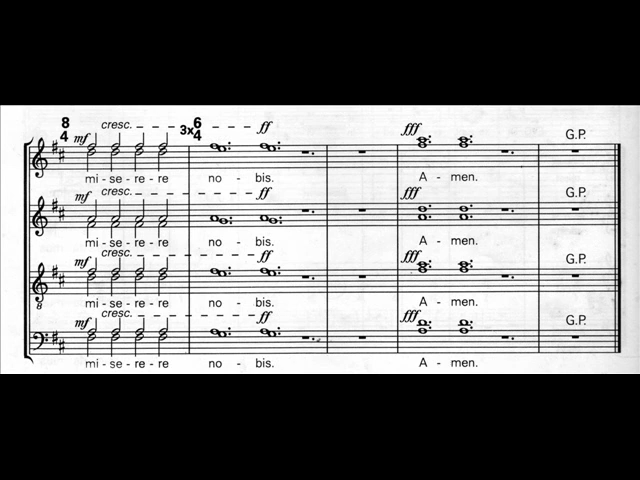 8 cresc. 3x 6 ff fff G.P.
4 mf 4
mi - se - re - re no - bis. A - men.
mf cresc. ff fff G.P.
mi - se - re - re no - bis. A - men.
mf cresc. ff fff G.P.
8
mi - se - re - re no - bis. A - men.
mf cresc. ff fff G.P.
mi - se - re - re no - bis. A - men.